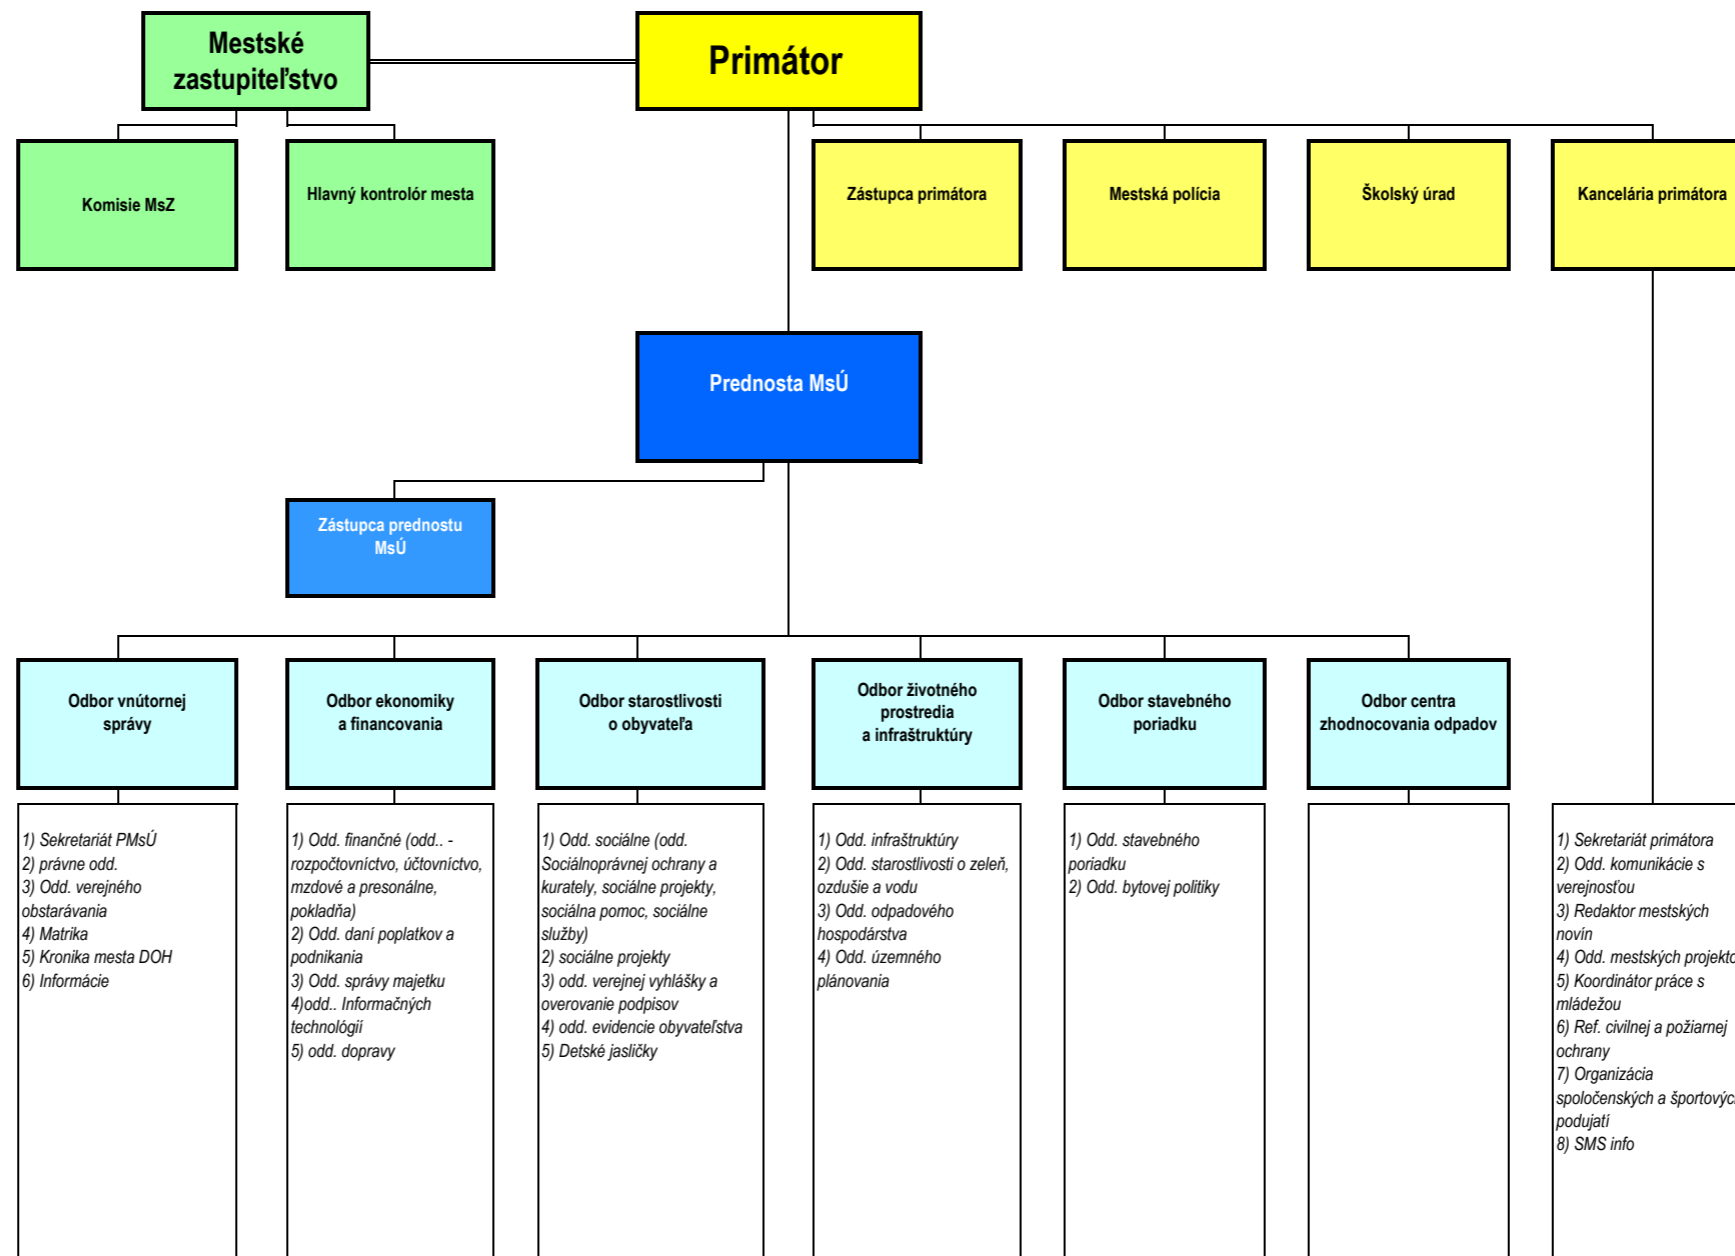 Mestské
zastupiteľstvo
Primátor
Komisie MsZ
Hlavný kontrolór mesta
Zástupca primátora
Mestská polícia
Školský úrad
Kancelária primátora
Prednosta MsÚ
Zástupca prednostu
MsÚ
Odbor vnútornej
správy
Odbor ekonomiky
a financovania
Odbor starostlivosti
o obyvateľa
Odbor životného
prostredia
a infraštruktúry
Odbor stavebného
poriadku
Odbor centra
zhodnocovania odpadov
1) Sekretariát PMsÚ
2) právne odd.
3) Odd. verejného
obstarávania
4) Matrika
5) Kronika mesta DOH
6) Informácie
1) Odd. finančné (odd.. -
rozpočtovníctvo, účtovníctvo,
mzdové a presonálne,
pokladňa)
2) Odd. daní poplatkov a
podnikania
3) Odd. správy majetku
4)odd.. Informačných
technológií
5) odd. dopravy
1) Odd. sociálne (odd.
Sociálnoprávnej ochrany a
kurately, sociálne projekty,
sociálna pomoc, sociálne
služby)
2) sociálne projekty
3) odd. verejnej vyhlášky a
overovanie podpisov
4) odd. evidencie obyvateľstva
5) Detské jasličky
1) Odd. infraštruktúry
2) Odd. starostlivosti o zeleň,
ozdušie a vodu
3) Odd. odpadového
hospodárstva
4) Odd. územného
plánovania
1) Odd. stavebného
poriadku
2) Odd. bytovej politiky
1) Sekretariát primátora
2) Odd. komunikácie s
verejnosťou
3) Redaktor mestských
novín
4) Odd. mestských
5) Koordinátor práce s
mládežou
6) Ref. civilnej a požiarnej
ochrany
7) Organizácia
spoločenských a
podujatí
8) SMS info